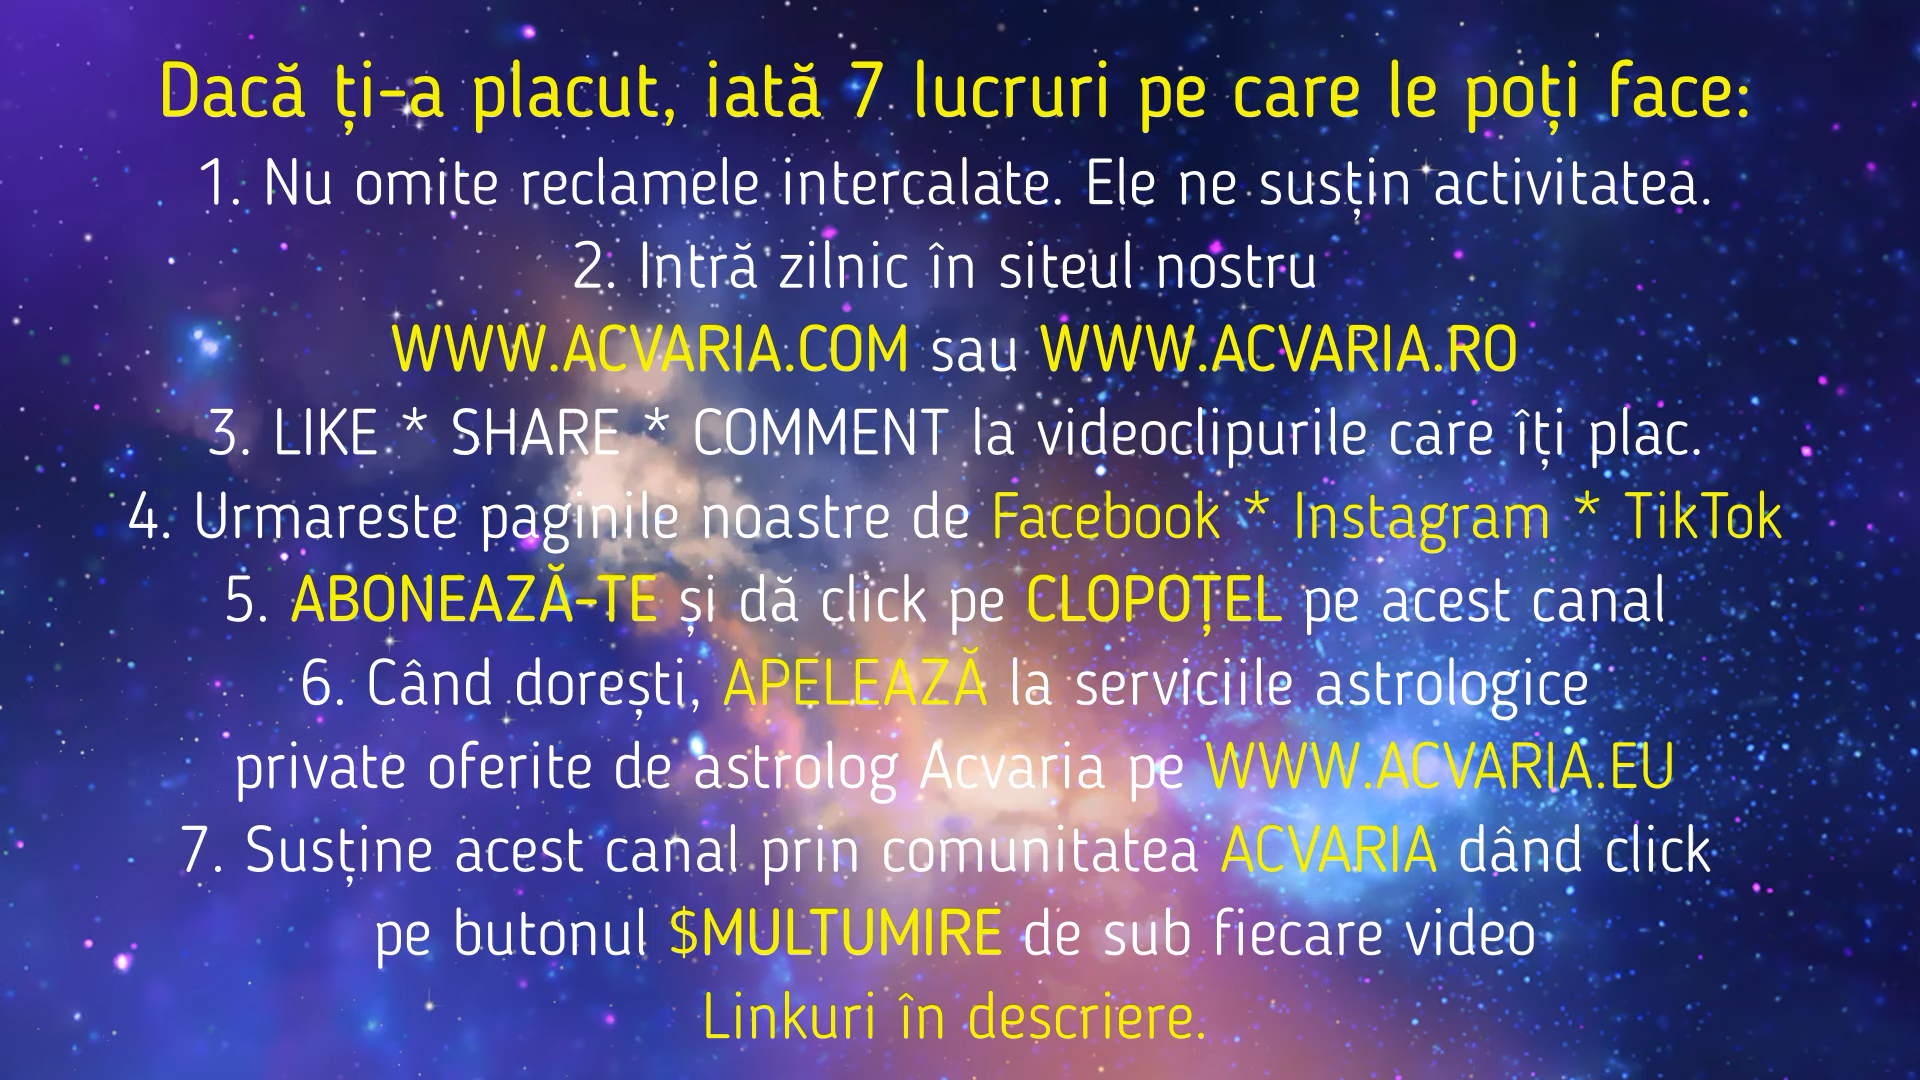 Dacă ți-a placut, iată 7 lucruri pe care le poți face:
1. Nu omite reclamele intercalate. Ele ne susțin activitatea.
2. Intră zilnic în siteul nostru
WWW.ACVARIA.COM sau WWW.ACVARIA.RO
3. LIKE * SHARE * COMMENT la videoclipurile care îți plac.
4. Urmareste paginile noastre de Facebook * Instagram * TikTok
5. ABONEAZĂ-TE și dă click pe CLOPOȚEL pe acest canal
6. Când dorești, APELEAZĂ la serviciile astrologice
private oferite de astrolog Acvaria pe WWW.ACVARIA.EU
7. Susține acest canal prin comunitatea ACVARIA dând click
pe butonul $MULTUMIRE de sub fiecare video
Linkuri în descriere.